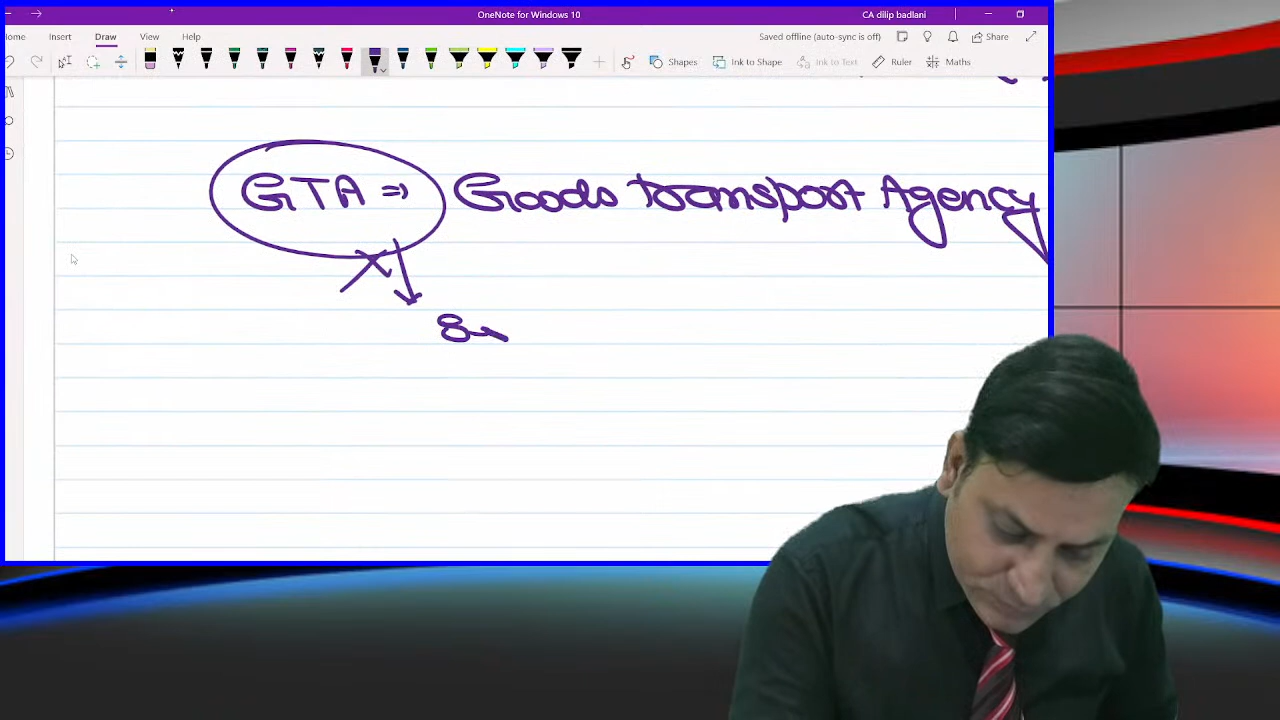 OneNote for Windows 10
CA dilip badlani
ome Insert Draw View Help
Saved offline (auto-sync is off)
Share
Shapes
Ink to Shape
Ink to Text
Ruler
Maths
GTA ⇒ Goods transport Agency